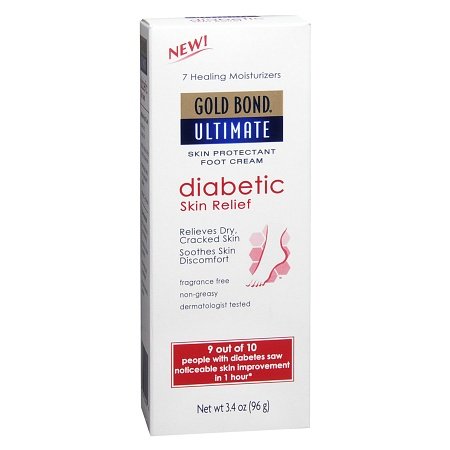 NEW!
7 Healing Moisturizers
GOLD BOND®
ULTIMATE
SKIN PROTECTANT
FOOT CREAM
diabetic
Skin Relief
Relieves Dry,
Cracked Skin
Soothes Skin
Discomfort
fragrance free
non-greasy
dermatologist tested
9 out of 10
people with diabetes saw
noticeable skin improvement
in 1 hour*
Net wt 3.4 oz (96 g)